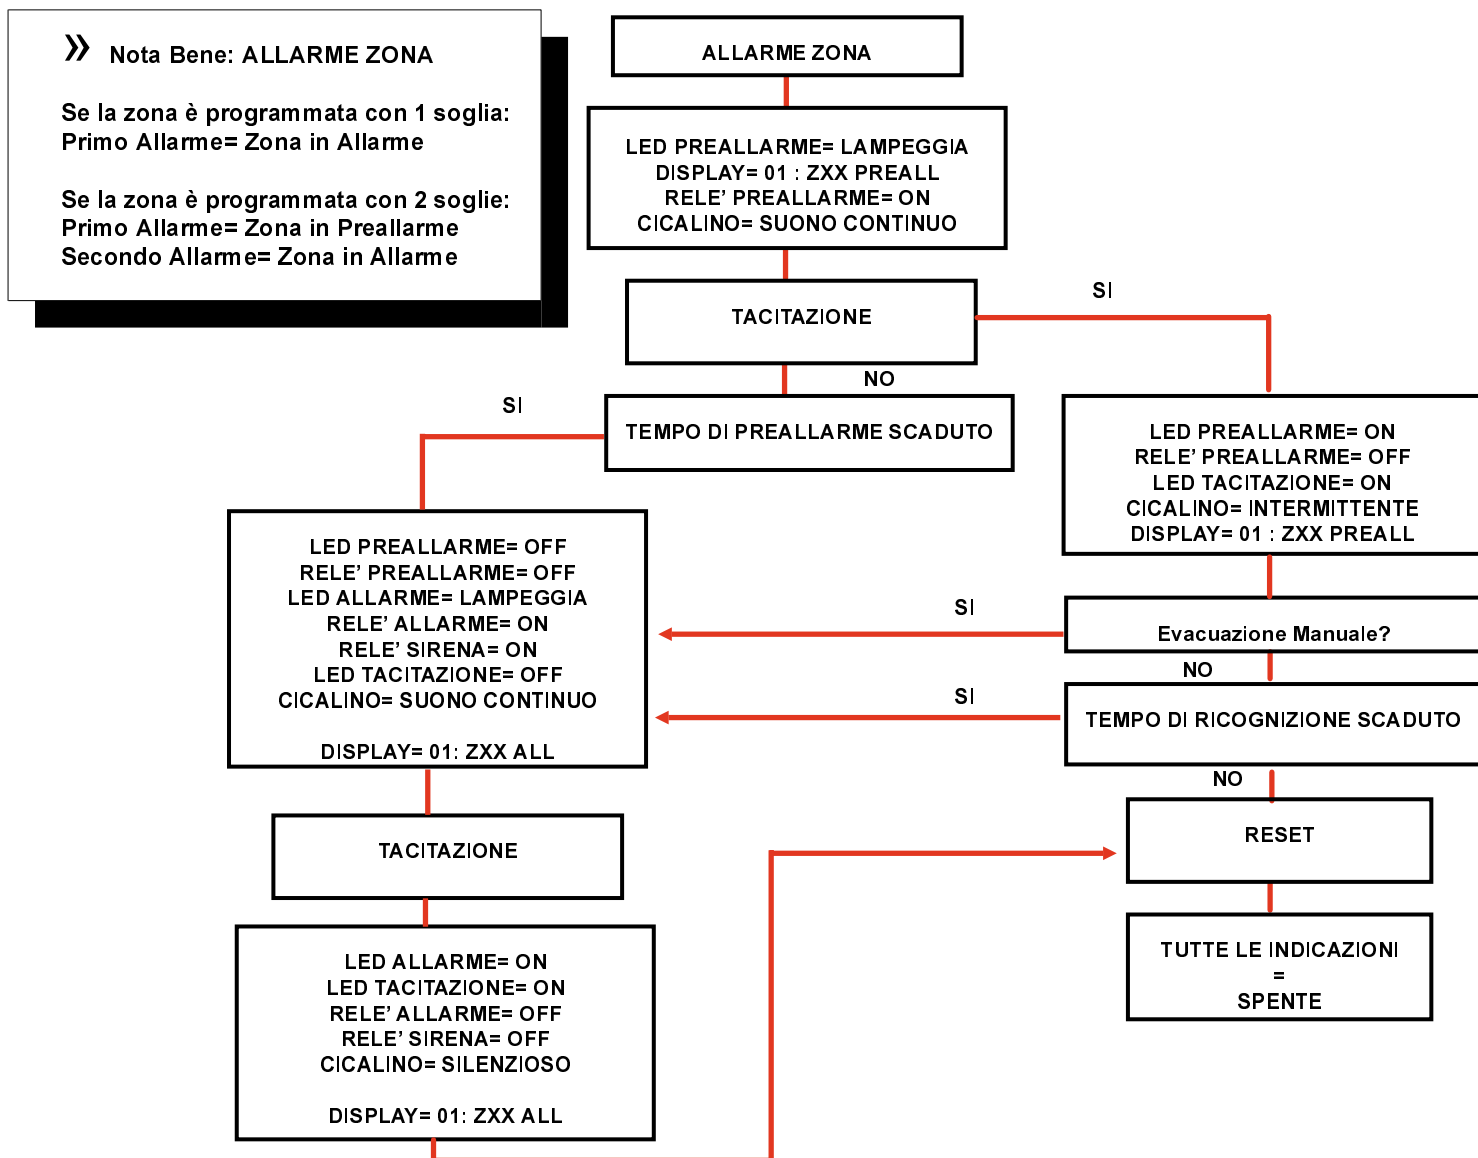 » Nota Bene: ALLARME ZONA
Se la zona è programmata con 1 soglia:
Primo Allarme= Zona in Allarme
Se la zona è programmata con 2 soglie:
Primo Allarme= Zona in Preallarme
Secondo Allarme= Zona in Allarme
ALLARME ZONA
LED PREALLARME= LAMPEGGIA
DISPLAY= 01 : ZXX PREALL
RELE’ PREALLARME= ON
CICALINO= SUONO CONTINUO
TACITAZIONE
SI
NO
SI
TEMPO DI PREALLARME SCADUTO
LED PREALLARME= ON
RELE’ PREALLARME= OFF
LED TACITAZIONE= ON
CICALINO= INTERMITTENTE
DISPLAY= 01 : ZXX PREALL
LED PREALLARME= OFF
RELE’ PREALLARME= OFF
LED ALLARME= LAMPEGGIA
RELE’ ALLARME= ON
RELE’ SIRENA= ON
LED TACITAZIONE= OFF
CICALINO= SUONO CONTINUO
DISPLAY= 01: ZXX ALL
SI
Evacuazione Manuale?
NO
SI
TEMPO DI RICOGNIZIONE SCADUTO
NO
RESET
TUTTE LE INDICAZIONI
=
SPENTE
TACITAZIONE
LED ALLARME= ON
LED TACITAZIONE= ON
RELE’ ALLARME= OFF
RELE’ SIRENA= OFF
CICALINO= SILENZIOSO
DISPLAY= 01: ZXX ALL